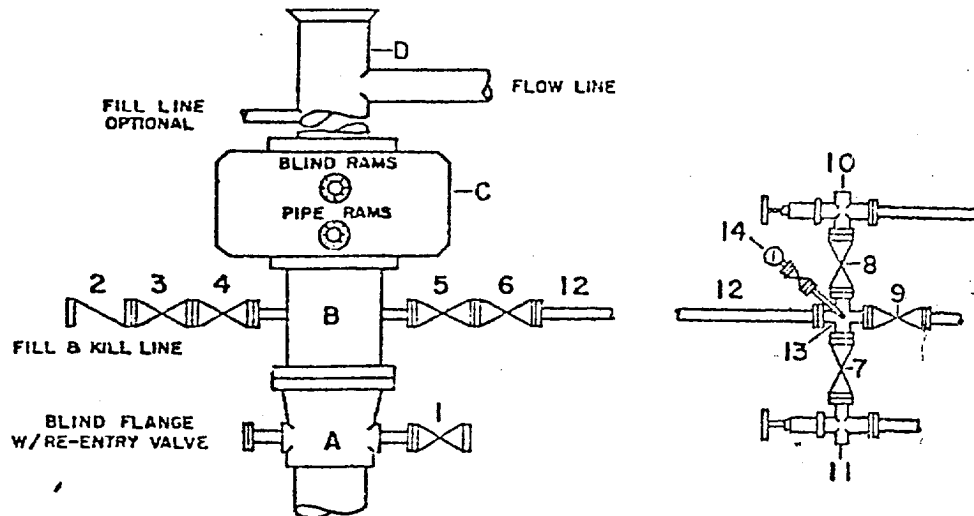 D
FLOW LINE
FILL LINE
OPTIONAL
BLIND RAMS
C
PIPE RAMS
10
14
8
2 3 4
5 6 12
B
12
9
FILL & KILL LINE
13
7
BLIND FLANGE
W/RE-ENTRY VALVE
1
A
11